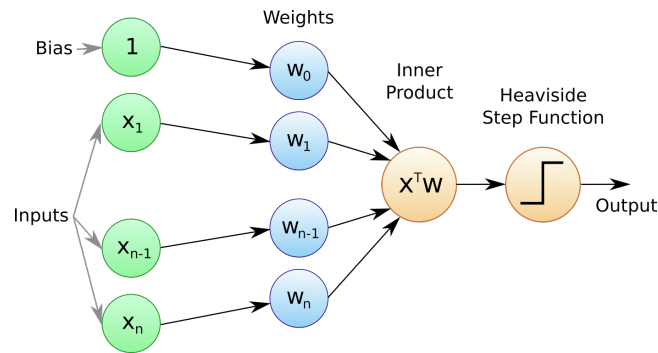 Weights
Bias
1
w₀
Inner
Product
Heaviside
Step Function
x₁
w₁
xᵀw
Inputs
Output
xₙ₋₁
wₙ₋₁
xₙ
wₙ